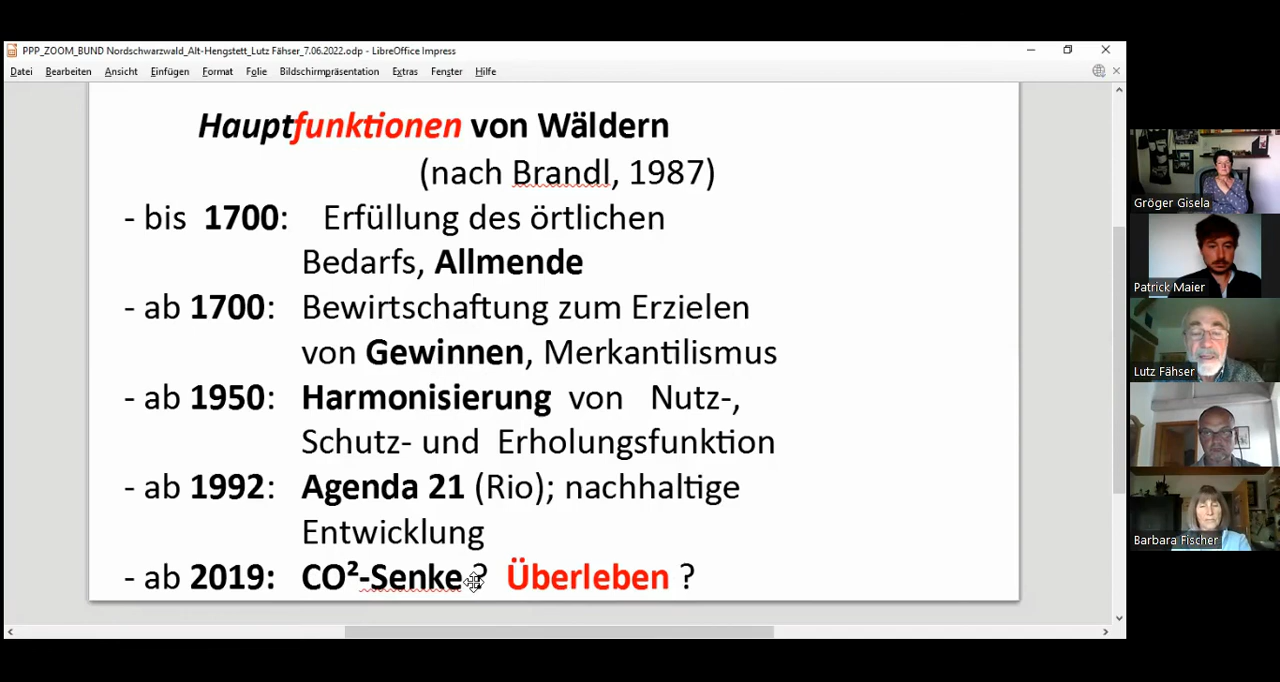 PPP_ZOOM_BUND Nordschwarzwald_Alt-Hengstett_Lutz Fähser_7.06.2022.odp - LibreOffice Impress
Datei Bearbeiten Ansicht Einfügen Format Folie Bildschirmpräsentation Extras Fenster Hilfe
Hauptfunktionen von Wäldern
(nach Brandl, 1987)
- bis 1700: Erfüllung des örtlichen
Bedarfs, Allmende
- ab 1700: Bewirtschaftung zum Erzielen
von Gewinnen, Merkantilismus
- ab 1950: Harmonisierung von Nutz-,
Schutz- und Erholungsfunktion
- ab 1992: Agenda 21 (Rio); nachhaltige
Entwicklung
- ab 2019: CO²-Senke ? Überleben ?
Gröger Gisela
Patrick Maier
Lutz Fähser
Barbara Fischer